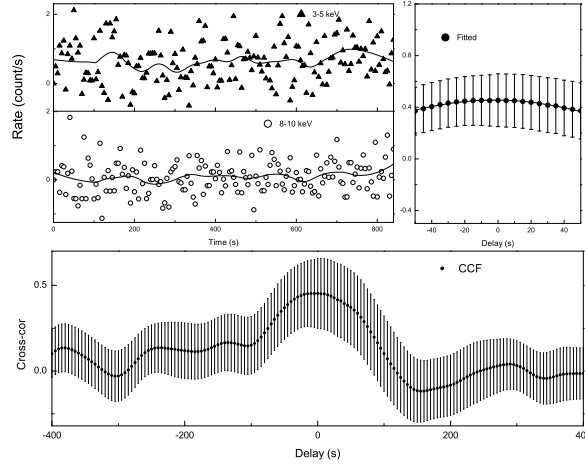 2
0
2
0
Rate (count/s)
3-5 keV
8-10 keV
0
200
400
600
800
Time (s)
1.2
0.8
0.4
0.0
-0.4
Fitted
-40
-20
0
20
40
Delay (s)
0.5
0.0
Cross-cor
CCF
-400
-200
0
200
40
Delay (s)